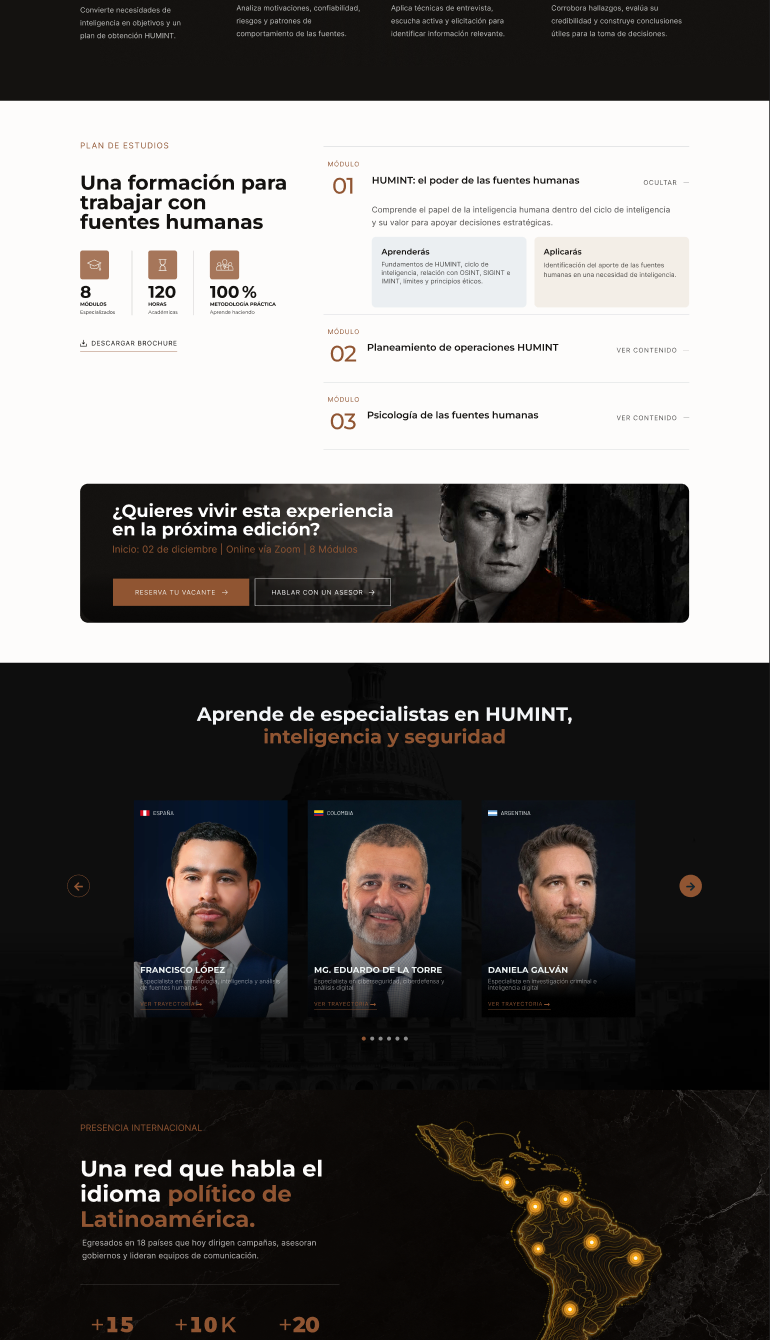 Convierte necesidades de
inteligencia en objetivos y un
plan de obtención HUMINT.
Analiza motivaciones, confiabilidad,
riesgos y patrones de
comportamiento de las fuentes.
Aplica técnicas de entrevista,
escucha activa y elicitación para
identificar información relevante.
Corrobora hallazgos, evalúa su
credibilidad y construye conclusiones
útiles para la toma de decisiones.
PLAN DE ESTUDIOS
Una formación para
trabajar con
fuentes humanas
8
MÓDULOS
Especializados
120
HORAS
Académicas
100 %
METODOLOGÍA PRÁCTICA
Aprende haciendo
DESCARGAR BROCHURE
MÓDULO
01
HUMINT: el poder de las fuentes humanas
OCULTAR —
Comprende el papel de la inteligencia humana dentro del ciclo de inteligencia
y su valor para apoyar decisiones estratégicas.
Aprenderás
Fundamentos de HUMINT, ciclo de
inteligencia, relación con OSINT, SIGINT e
IMINT, límites y principios éticos.
Aplicarás
Identificación del aporte de las fuentes
humanas en una necesidad de inteligencia.
MÓDULO
02
Planeamiento de operaciones HUMINT
VER CONTENIDO —
MÓDULO
03
Psicología de las fuentes humanas
VER CONTENIDO —
¿Quieres vivir esta experiencia
en la próxima edición?
Inicio: 02 de diciembre | Online vía Zoom | 8 Módulos
RESERVA TU VACANTE →
HABLAR CON UN ASESOR →
Aprende de especialistas en HUMINT,
inteligencia y seguridad
ESPAÑA
FRANCISCO LÓPEZ
Especialista en criminología, inteligencia y análisis
de fuentes humanas
VER TRAYECTORIA →
COLOMBIA
MG. EDUARDO DE LA TORRE
Especialista en ciberseguridad, ciberdefensa y
análisis digital
VER TRAYECTORIA →
ARGENTINA
DANIELA GALVÁN
Especialista en investigación criminal e
inteligencia digital
VER TRAYECTORIA →
PRESENCIA INTERNACIONAL
Una red que habla el
idioma político de
Latinoamérica.
Egresados en 18 países que hoy dirigen campañas, asesoran
gobiernos y lideran equipos de comunicación.
+15
+10 K
+20